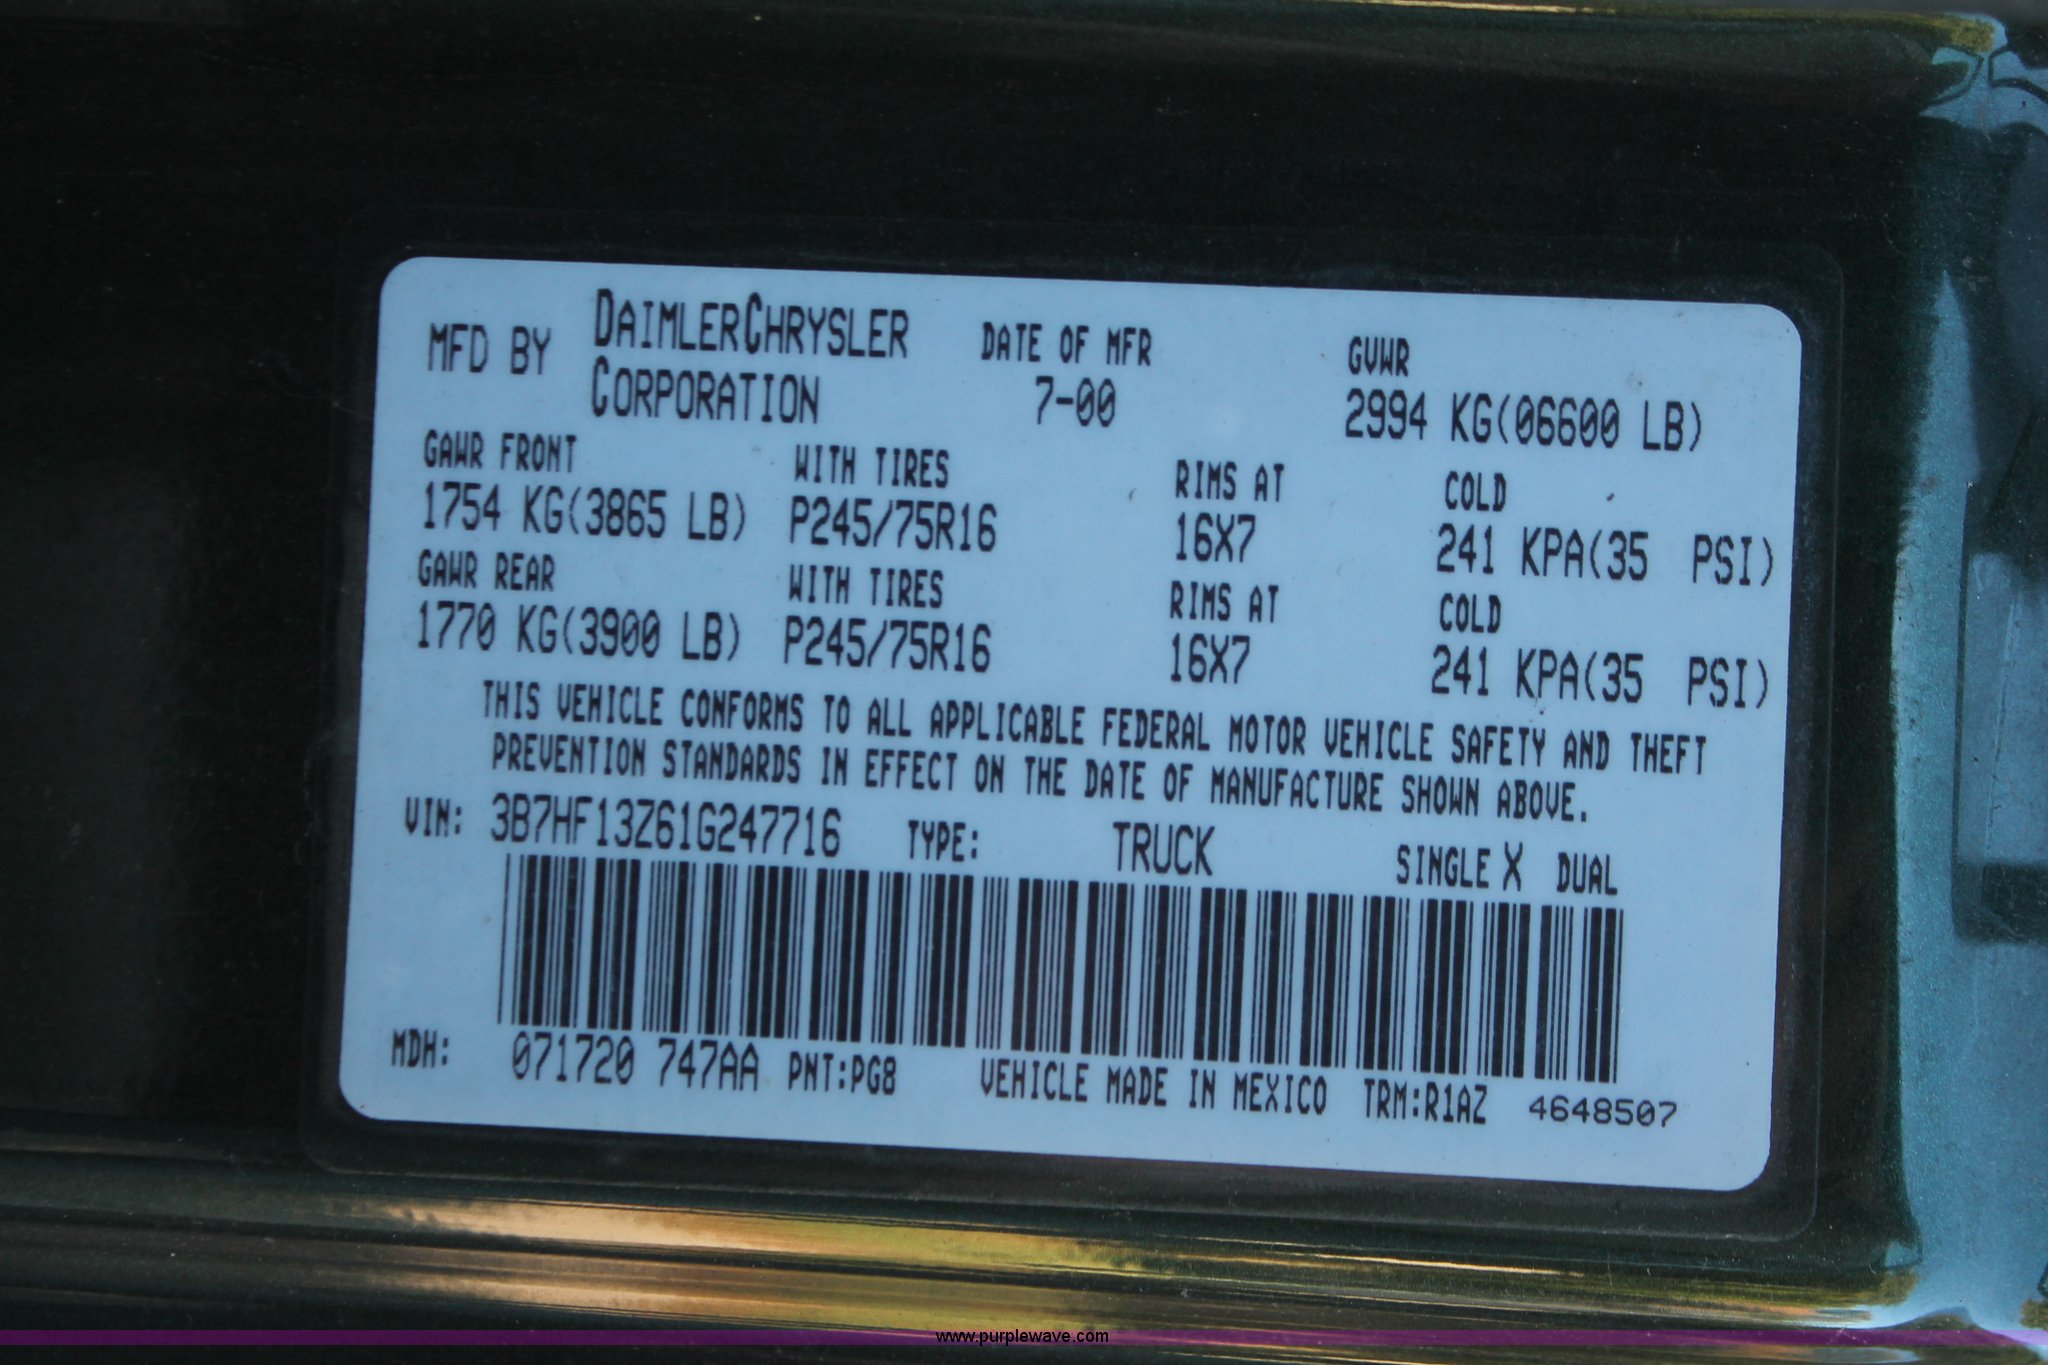 MFD BY DAIMLERCHRYSLER CORPORATION
DATE OF MFR
7-00
GVWR
2994 KG(06600 LB)
GAWR FRONT WITH TIRES RIMS AT COLD
1754 KG(3865 LB) P245/75R16 16X7 241 KPA(35 PSI)
GAWR REAR WITH TIRES RIMS AT COLD
1770 KG(3900 LB) P245/75R16 16X7 241 KPA(35 PSI)
THIS VEHICLE CONFORMS TO ALL APPLICABLE FEDERAL MOTOR VEHICLE SAFETY AND THEFT
PREVENTION STANDARDS IN EFFECT ON THE DATE OF MANUFACTURE SHOWN ABOVE.
VIN: 3B7HF13Z61G247716 TYPE: TRUCK SINGLE X DUAL
MDH: 071720 747AA PNT:PG8 VEHICLE MADE IN MEXICO TRM:R1AZ 4648507
www.purplewave.com